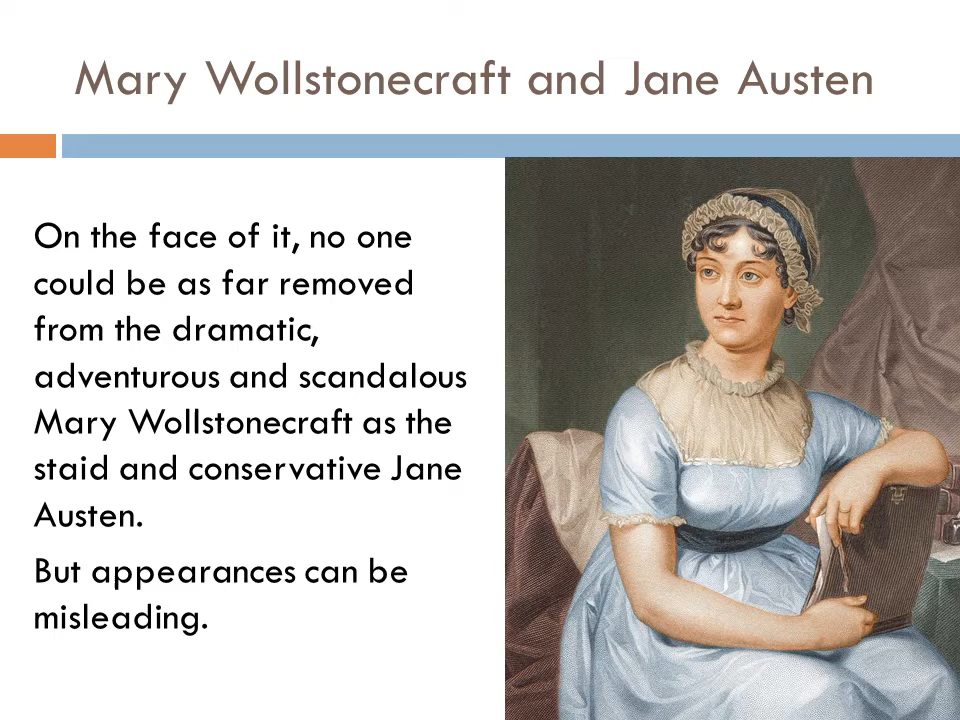 Mary Wollstonecraft and Jane Austen
On the face of it, no one
could be as far removed
from the dramatic,
adventurous and scandalous
Mary Wollstonecraft as the
staid and conservative Jane
Austen.
But appearances can be
misleading.